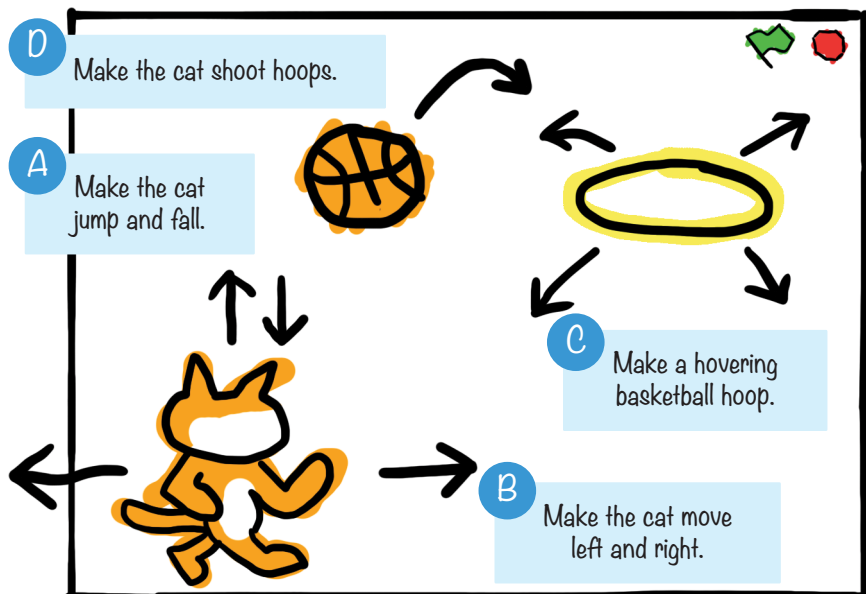 D
Make the cat shoot hoops.
A
Make the cat
jump and fall.
C
Make a hovering
basketball hoop.
B
Make the cat move
left and right.